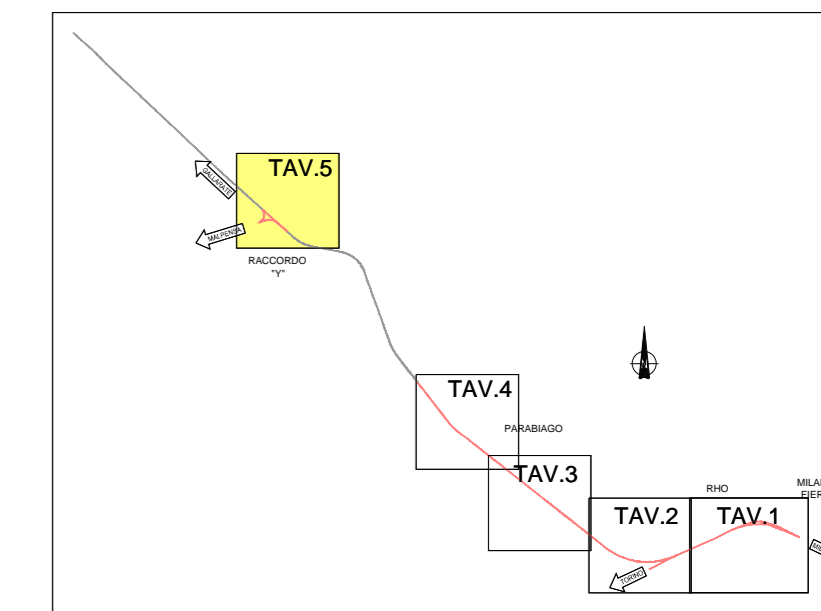 TAV.5
GALLARATE
MALPENSA
RACCORDO
"Y"
TAV.4
PARABIAGO
TAV.3
RHO
TAV.2
TAV.1
TORINO